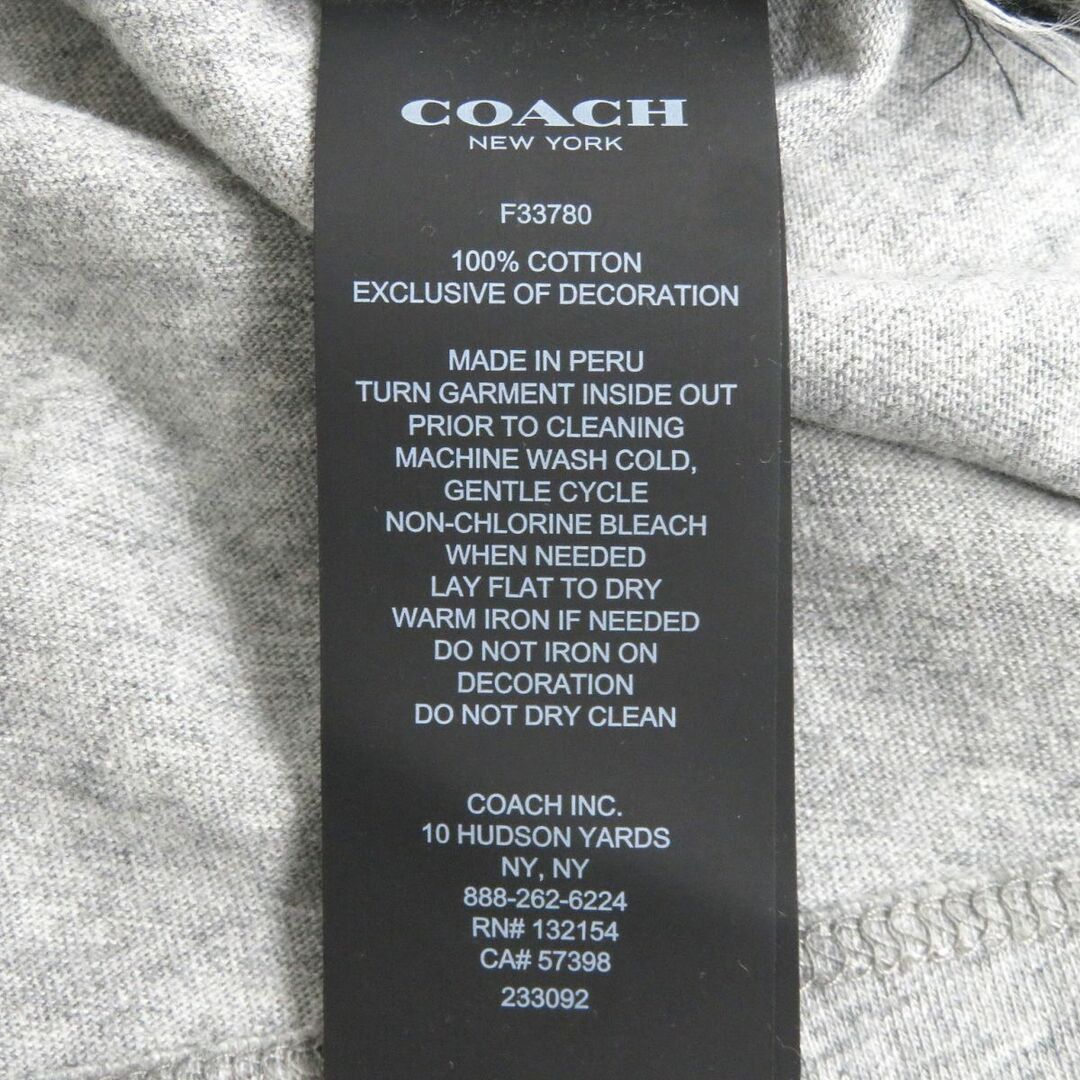 COACH
NEW YORK
F33780
100% COTTON
EXCLUSIVE OF DECORATION
MADE IN PERU
TURN GARMENT INSIDE OUT
PRIOR TO CLEANING
MACHINE WASH COLD,
GENTLE CYCLE
NON-CHLORINE BLEACH
WHEN NEEDED
LAY FLAT TO DRY
WARM IRON IF NEEDED
DO NOT IRON ON
DECORATION
DO NOT DRY CLEAN
COACH INC.
10 HUDSON YARDS
NY, NY
888-262-6224
RN# 132154
CA# 57398
233092